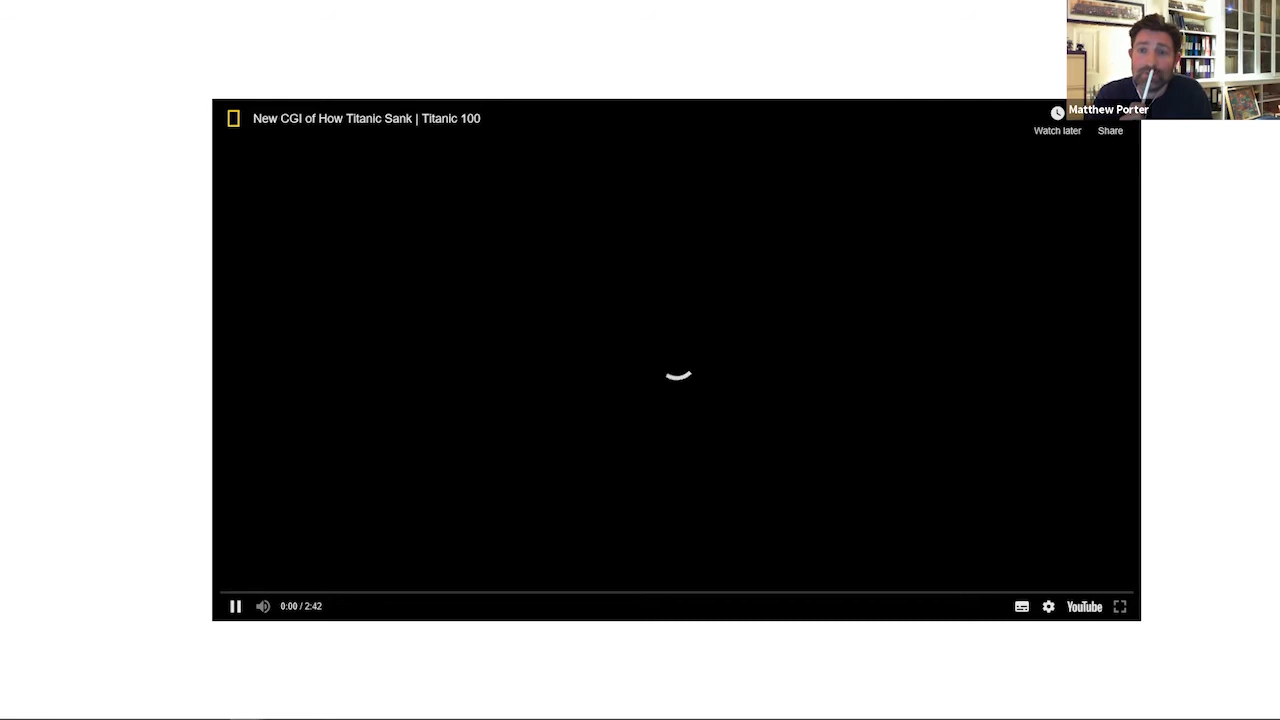 New CGI of How Titanic Sank | Titanic 100
Matthew Porter
Watch later
Share
0:00 / 2:42
YouTube